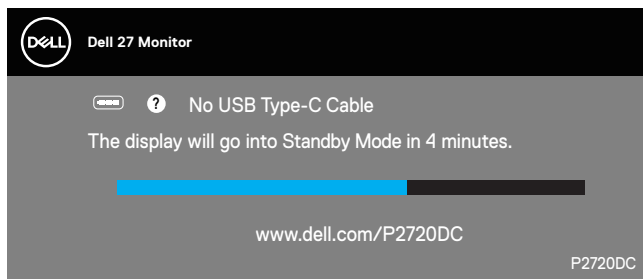 DELL
Dell 27 Monitor
? No USB Type-C Cable
The display will go into Standby Mode in 4 minutes.
www.dell.com/P2720DC
P2720DC